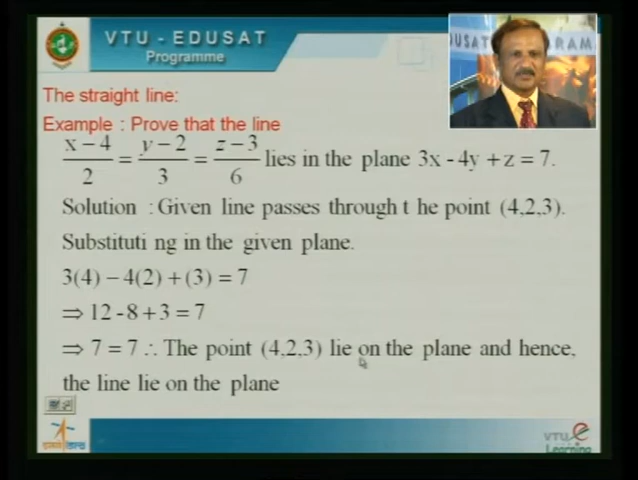 VTU - EDUSAT
Programme
EDUSAT
RAM
The straight line:
Example : Prove that the line
x − 4 / 2 = y − 2 / 3 = z − 3 / 6 lies in the plane 3x - 4y + z = 7.
Solution : Given line passes through t he point (4,2,3).
Substituti ng in the given plane.
3(4) − 4(2) + (3) = 7
⇒ 12 - 8 + 3 = 7
⇒ 7 = 7 ∴ The point (4,2,3) lie on the plane and hence,
the line lie on the plane
VTU e
Learning